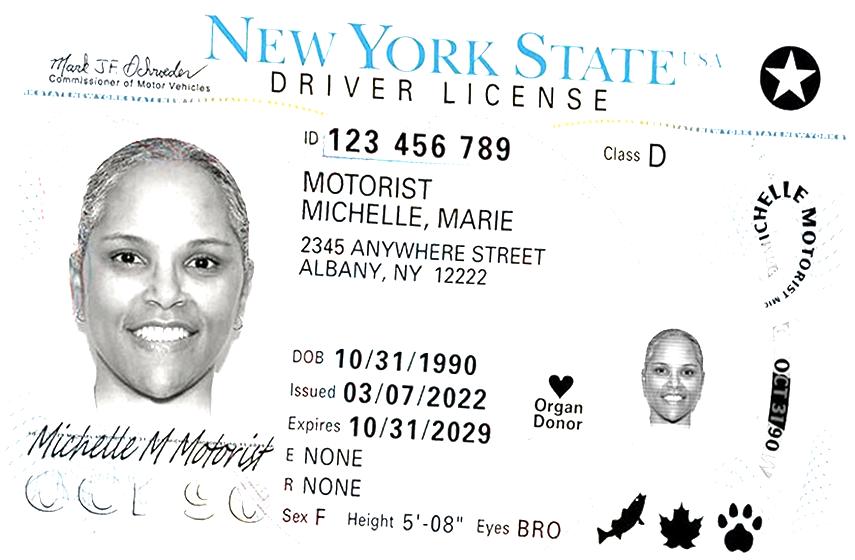 NEW YORK STATE USA
DRIVER LICENSE
Mark J.F. Schroeder
Commissioner of Motor Vehicles
ID 123 456 789
Class D
MOTORIST
MICHELLE, MARIE
2345 ANYWHERE STREET
ALBANY, NY 12222
DOB 10/31/1990
Issued 03/07/2022
Expires 10/31/2029
E NONE
R NONE
Sex F Height 5'-08" Eyes BRO
Organ
Donor
Michelle M Motorist
OCT 90
MICHELLE MOTORIST MIC
OCT 31/90